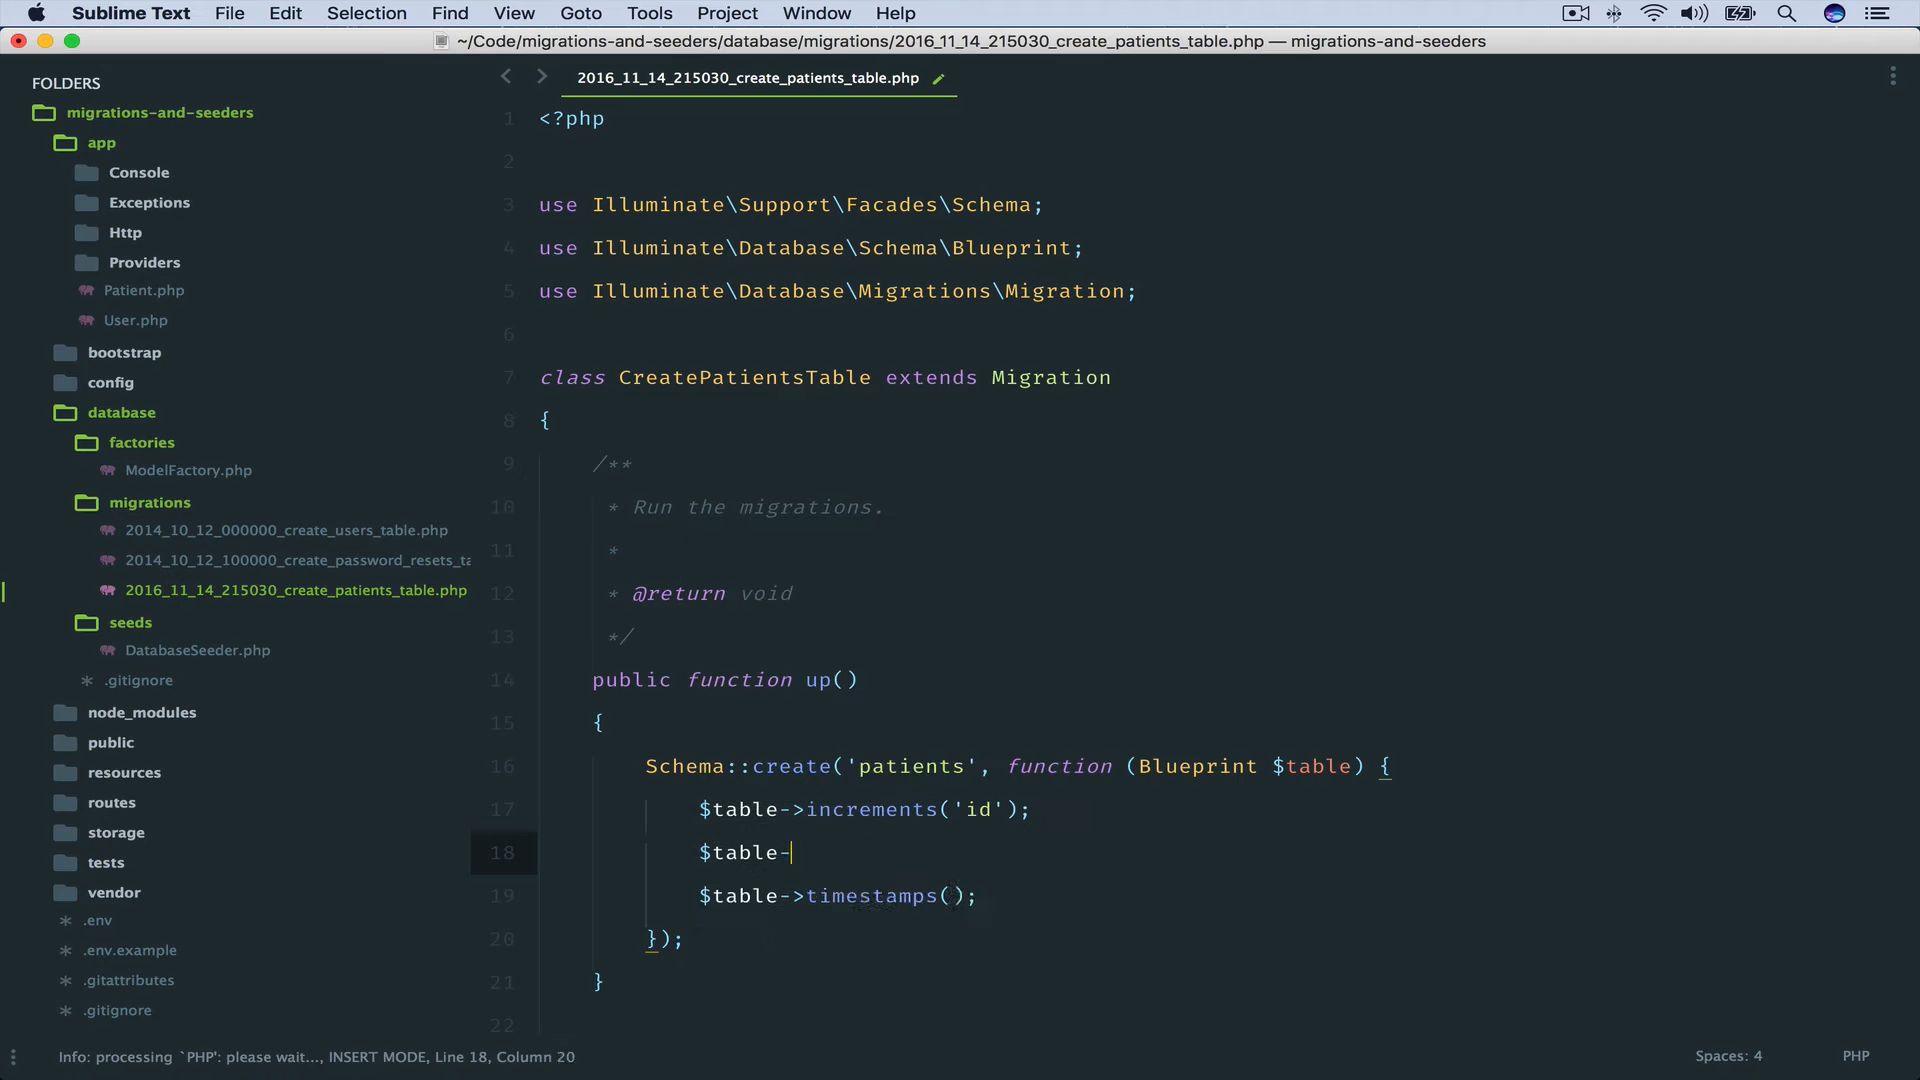 Sublime Text File Edit Selection Find View Goto Tools Project Window Help
~/Code/migrations-and-seeders/database/migrations/2016_11_14_215030_create_patients_table.php — migrations-and-seeders
FOLDERS
migrations-and-seeders
app
Console
Exceptions
Http
Providers
Patient.php
User.php
bootstrap
config
database
factories
ModelFactory.php
migrations
2014_10_12_000000_create_users_table.php
2014_10_12_100000_create_password_resets_ta
2016_11_14_215030_create_patients_table.php
seeds
DatabaseSeeder.php
.gitignore
node_modules
public
resources
routes
storage
tests
vendor
.env
.env.example
.gitattributes
.gitignore
2016_11_14_215030_create_patients_table.php
1 <?php
2
3 use Illuminate\Support\Facades\Schema;
4 use Illuminate\Database\Schema\Blueprint;
5 use Illuminate\Database\Migrations\Migration;
6
7 class CreatePatientsTable extends Migration
8 {
9 /**
10 * Run the migrations.
11 *
12 * @return void
13 */
14 public function up()
15 {
16 Schema::create('patients', function (Blueprint $table) {
17 $table->increments('id');
18 $table-
19 $table->timestamps();
20 });
21 }
22
Info: processing `PHP': please wait..., INSERT MODE, Line 18, Column 20
Spaces: 4 PHP